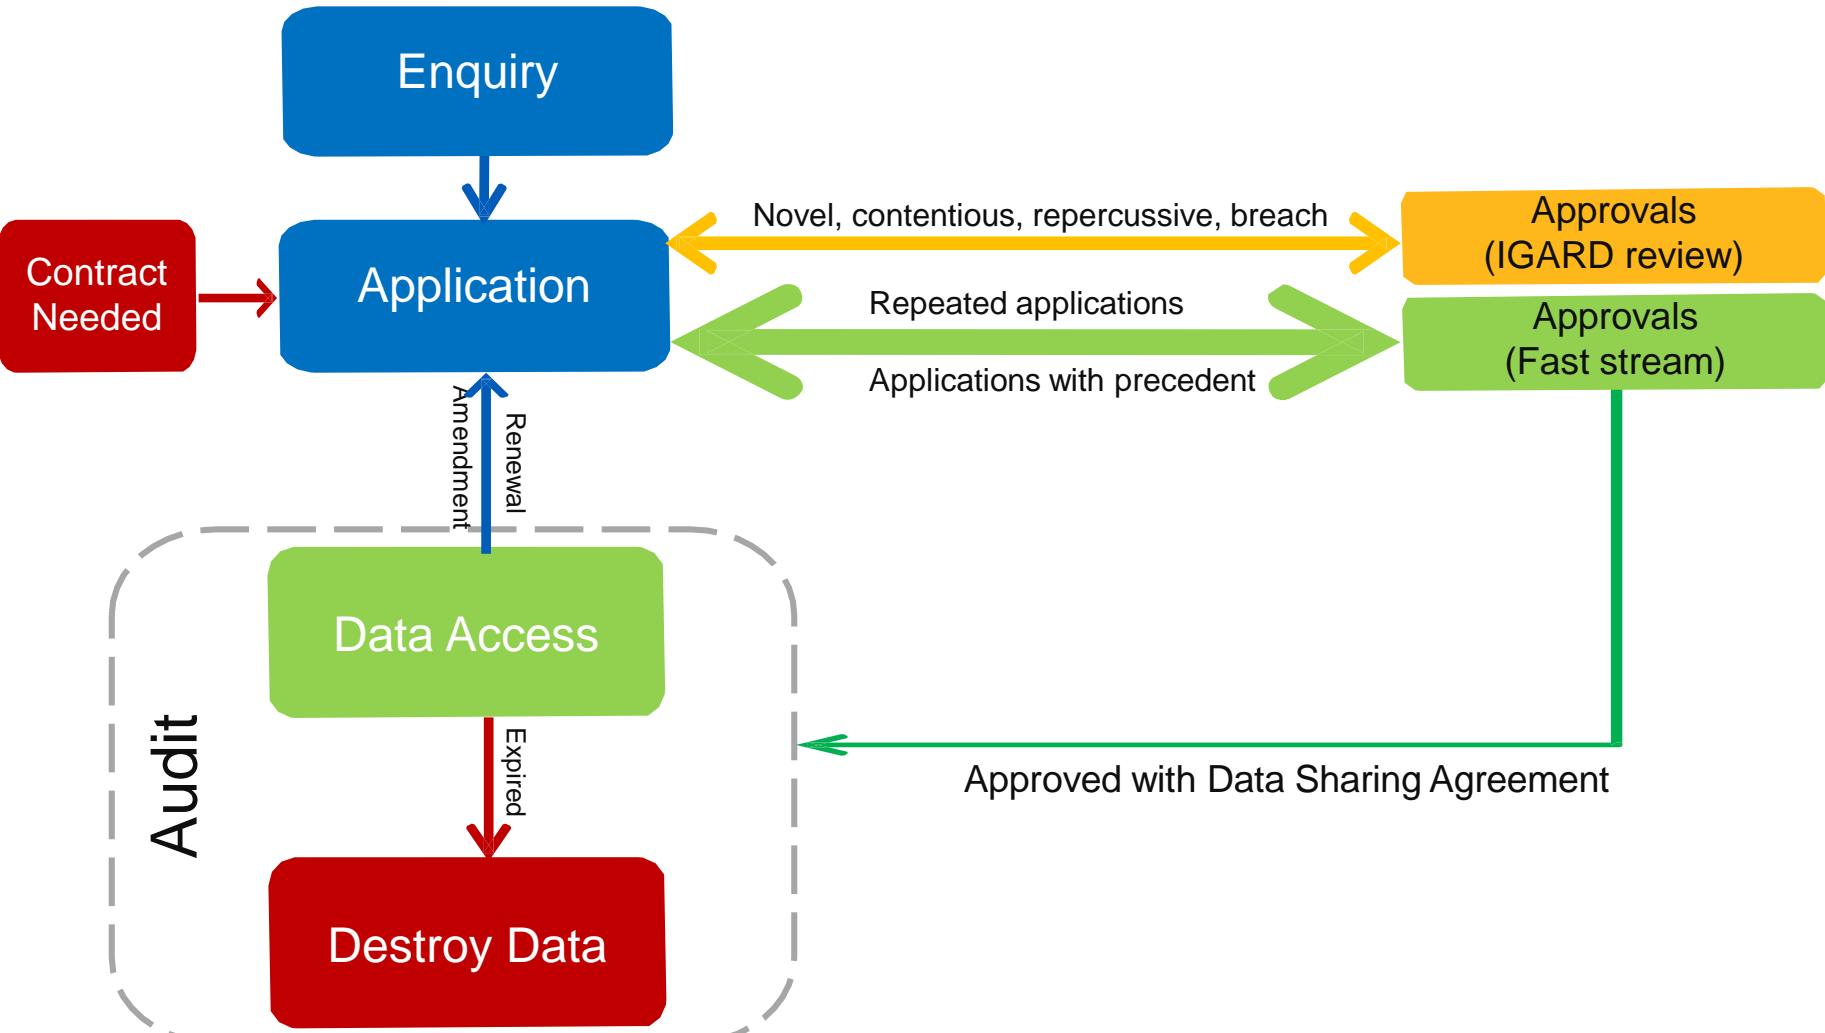 Enquiry
Contract
Needed
Application
Novel, contentious, repercussive, breach
Approvals
(IGARD review)
Repeated applications
Applications with precedent
Approvals
(Fast stream)
Amendment
Renewal
Data Access
Audit
Expired
Approved with Data Sharing Agreement
Destroy Data